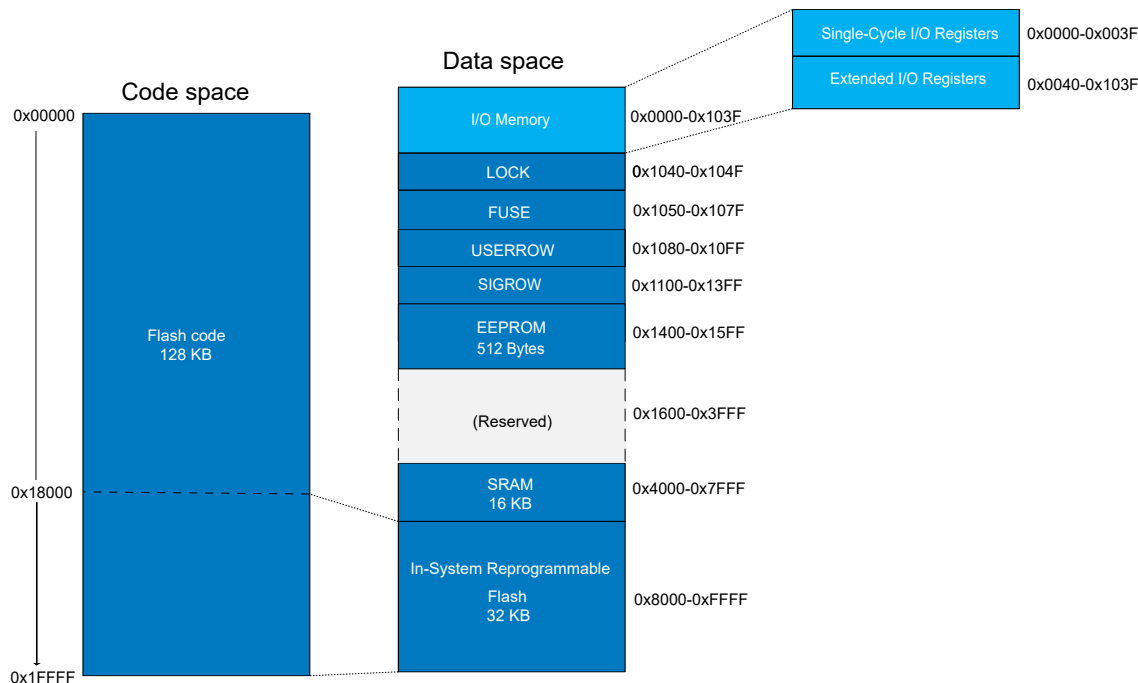 Code space
0x00000
Flash code
128 KB
0x18000
0x1FFFF
Data space
I/O Memory
0x0000-0x103F
LOCK
0x1040-0x104F
FUSE
0x1050-0x107F
USERROW
0x1080-0x10FF
SIGROW
0x1100-0x13FF
EEPROM
512 Bytes
0x1400-0x15FF
(Reserved)
0x1600-0x3FFF
SRAM
16 KB
0x4000-0x7FFF
In-System Reprogrammable
Flash
32 KB
0x8000-0xFFFF
Single-Cycle I/O Registers
0x0000-0x003F
Extended I/O Registers
0x0040-0x103F